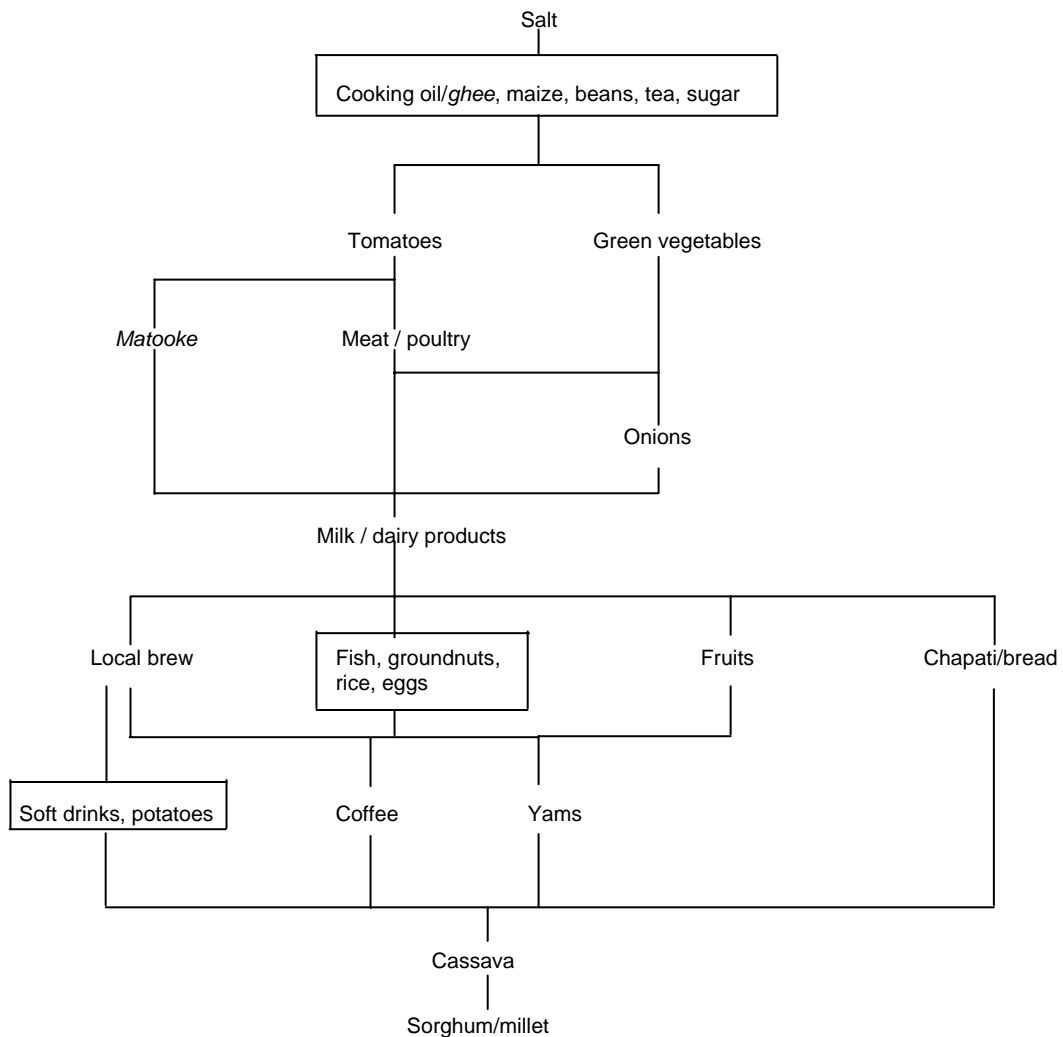 Salt
Cooking oil/ghee, maize, beans, tea, sugar
Tomatoes
Green vegetables
Matooke
Meat / poultry
Onions
Milk / dairy products
Local brew
Fish, groundnuts,
rice, eggs
Fruits
Chapati/bread
Soft drinks, potatoes
Coffee
Yams
Cassava
Sorghum/millet